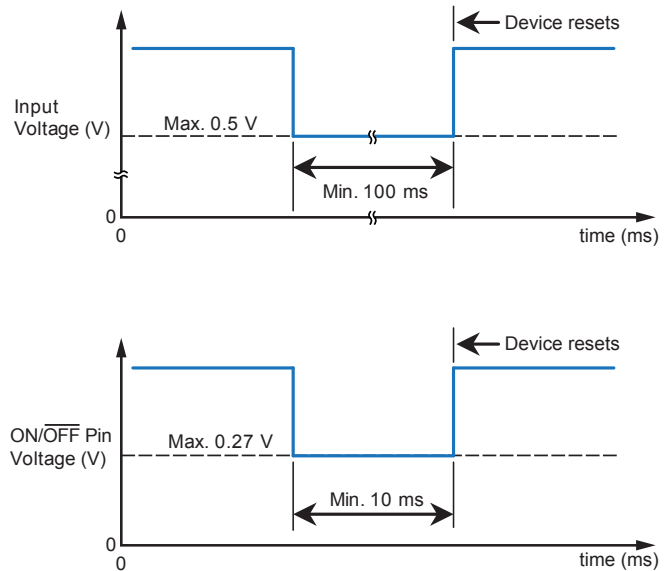 Device resets
Input
Voltage (V)
Max. 0.5 V
Min. 100 ms
0
0
time (ms)
Device resets
ON/OFF Pin
Voltage (V)
Max. 0.27 V
Min. 10 ms
0
0
time (ms)